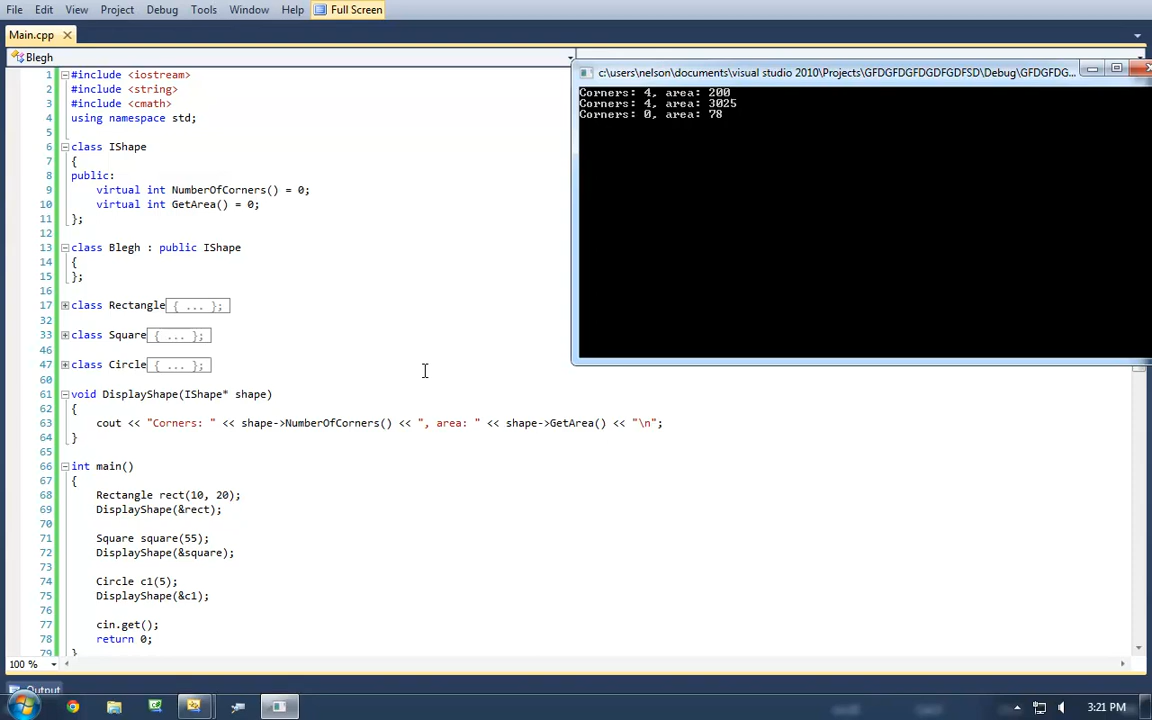 File Edit View Project Debug Tools Window Help Full Screen
Main.cpp
Blegh
1 #include <iostream>
2 #include <string>
3 #include <cmath>
4 using namespace std;
5
6 class IShape
7 {
8 public:
9 virtual int NumberOfCorners() = 0;
10 virtual int GetArea() = 0;
11 };
12
13 class Blegh : public IShape
14 {
15 };
16
17 class Rectangle{ ... };
32
33 class Square{ ... };
46
47 class Circle{ ... };
60
61 void DisplayShape(IShape* shape)
62 {
63 cout << "Corners: " << shape->NumberOfCorners() << ", area: " << shape->GetArea() << "\n";
64 }
65
66 int main()
67 {
68 Rectangle rect(10, 20);
69 DisplayShape(&rect);
70
71 Square square(55);
72 DisplayShape(&square);
73
74 Circle c1(5);
75 DisplayShape(&c1);
76
77 cin.get();
78 return 0;
79 }
100 %
Output
c:\users\nelson\documents\visual studio 2010\Projects\GFDGFDGFDGDFGDFSD\Debug\GFDGFDG...
Corners: 4, area: 200
Corners: 4, area: 3025
Corners: 0, area: 78
3:21 PM